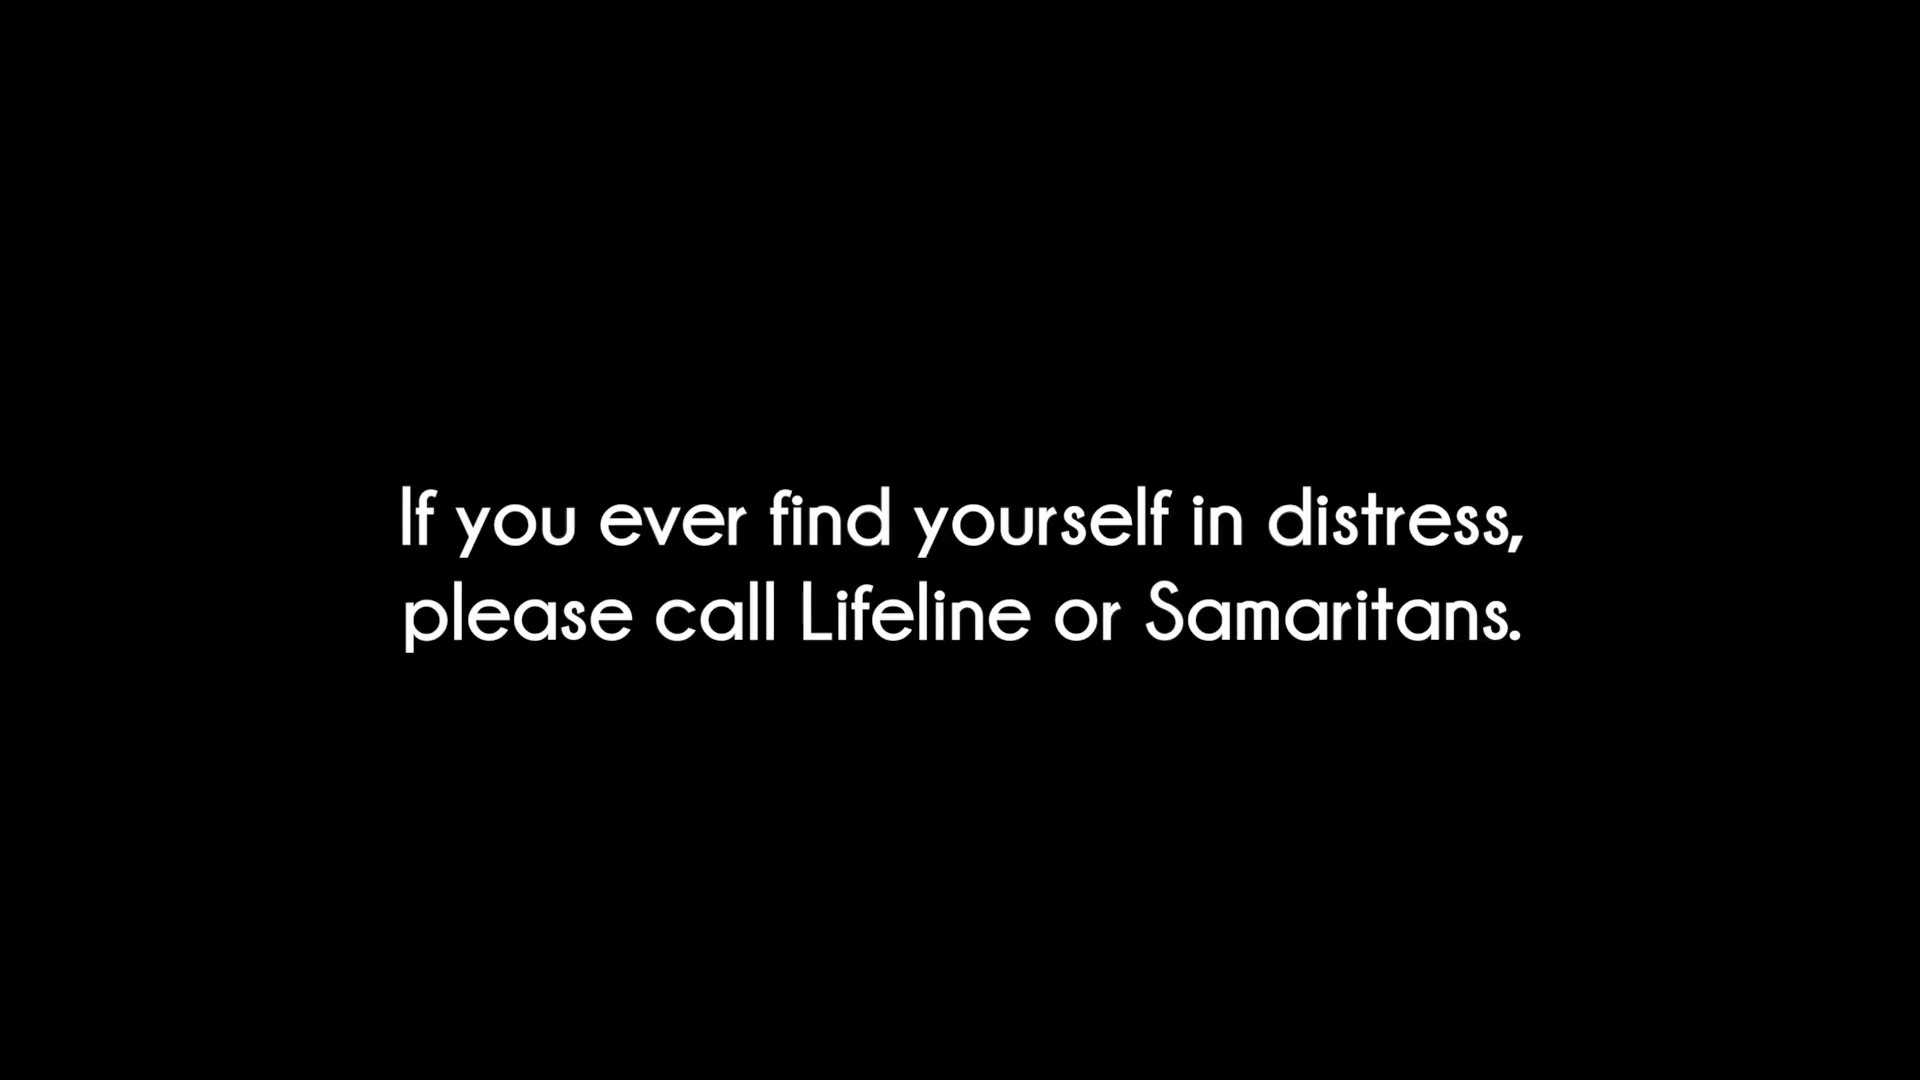 If you ever find yourself in distress,
please call Lifeline or Samaritans.